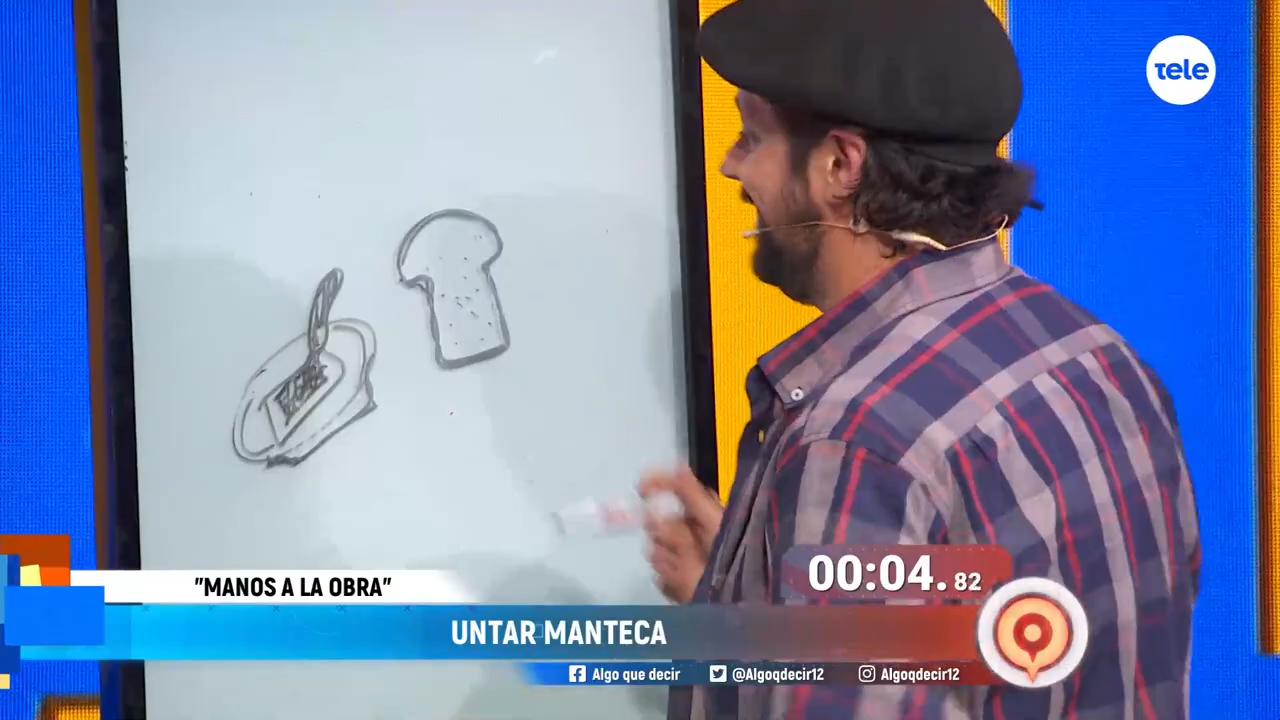 tele
"MANOS A LA OBRA"
00:04.82
UNTAR MANTECA
Algo que decir @Algoqdecir12 Algoqdecir12